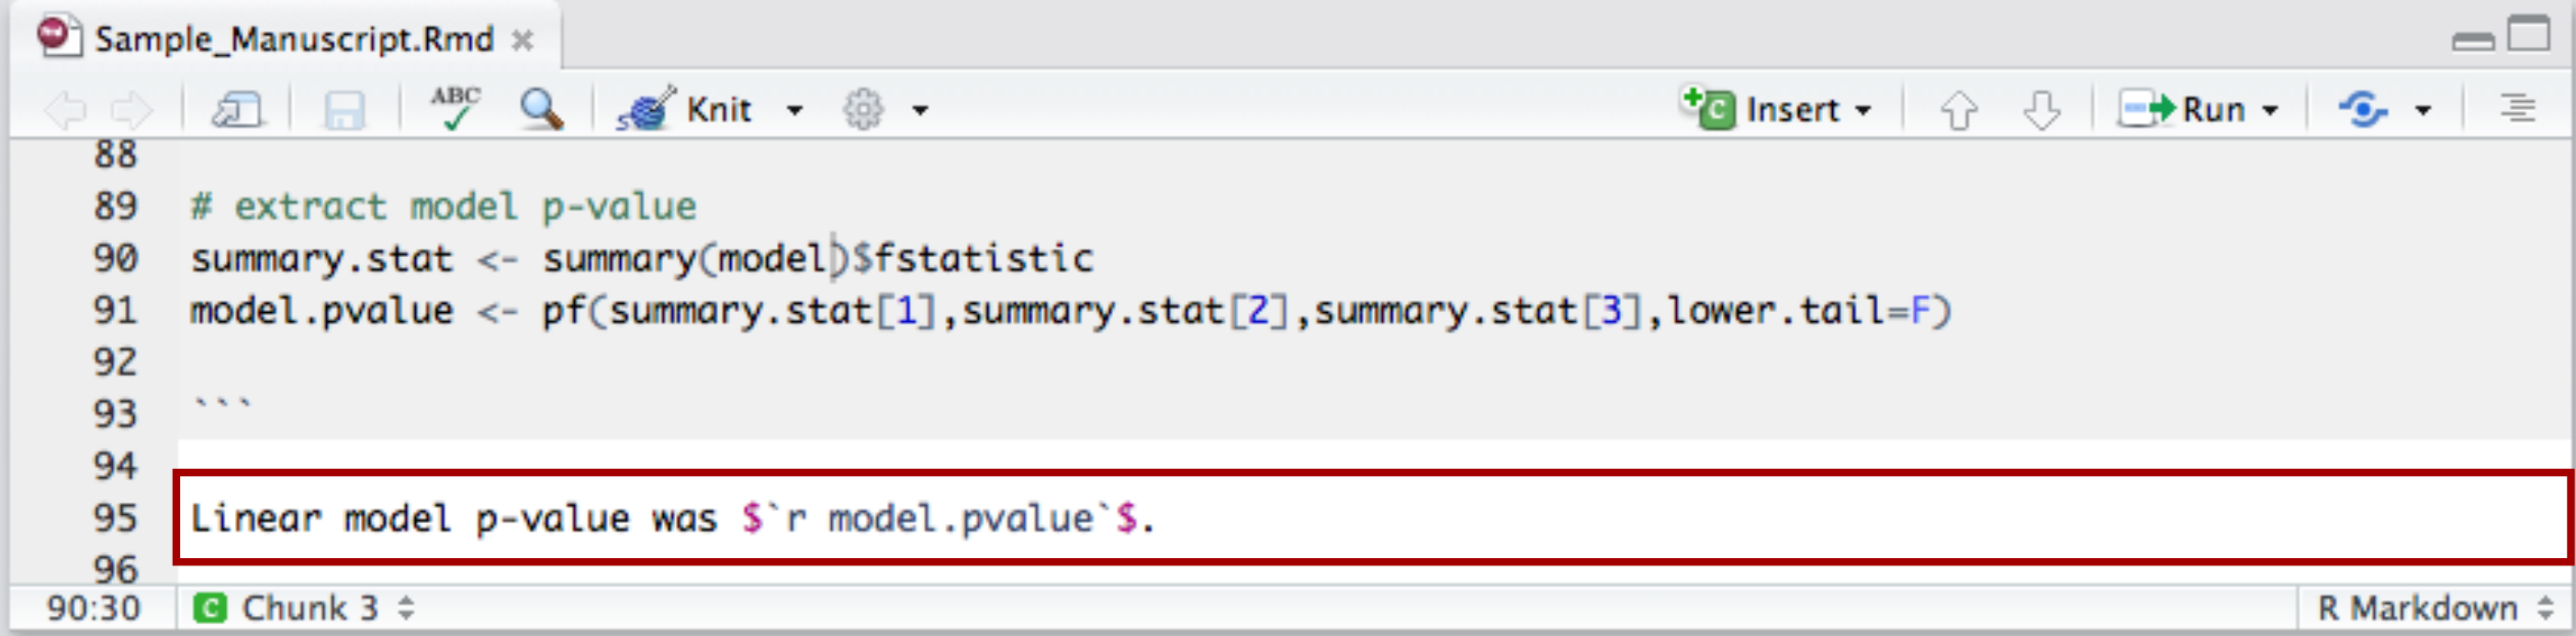 Sample_Manuscript.Rmd
ABC Knit Insert Run
88
89 # extract model p-value
90 summary.stat <- summary(model)$fstatistic
91 model.pvalue <- pf(summary.stat[1],summary.stat[2],summary.stat[3],lower.tail=F)
92
93 ```
94
95 Linear model p-value was $`r model.pvalue`$.
96
90:30 C Chunk 3 R Markdown